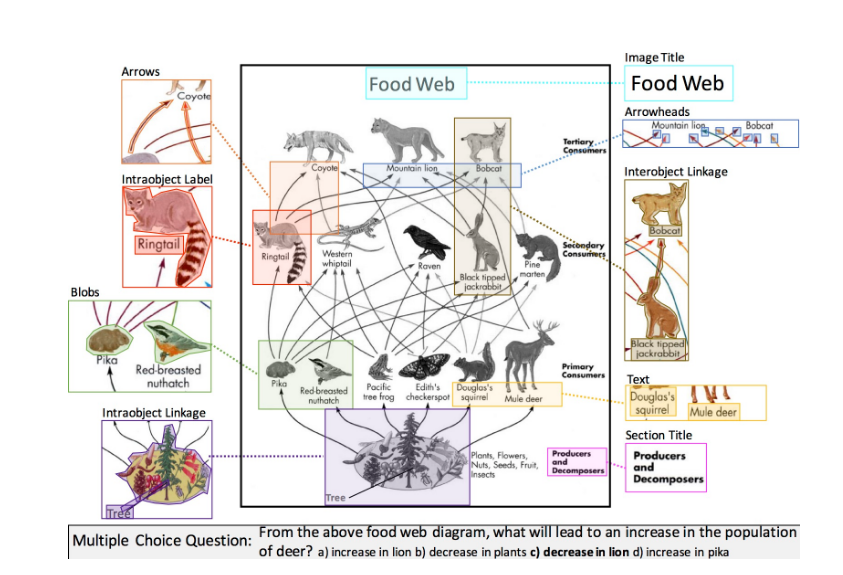 Image Title
Food Web
Food Web
Arrows
Coyote
Arrowheads
Mountain lion
Bobcat
Tertiary
Consumers
Coyote
Mountain lion
Bobcat
Intraobject Label
Ringtail
Interobject Linkage
Bobcat
Black tipped
jackrabbit
Ringtail
Western
whiptail
Raven
Black tipped
jackrabbit
Pine
marten
Secondary
Consumers
Blobs
Pika
Red-breasted
nuthatch
Pika
Red-breasted
nuthatch
Pacific
tree frog
Edith's
checkerspot
Douglas's
squirrel
Mule deer
Primary
Consumers
Text
Douglas's
squirrel
Mule deer
Intraobject Linkage
Tree
Tree
Plants, Flowers,
Nuts, Seeds, Fruit,
Insects
Producers
and
Decomposers
Section Title
Producers
and
Decomposers
Multiple Choice Question: From the above food web diagram, what will lead to an increase in the population
of deer? a) increase in lion b) decrease in plants c) decrease in lion d) increase in pika